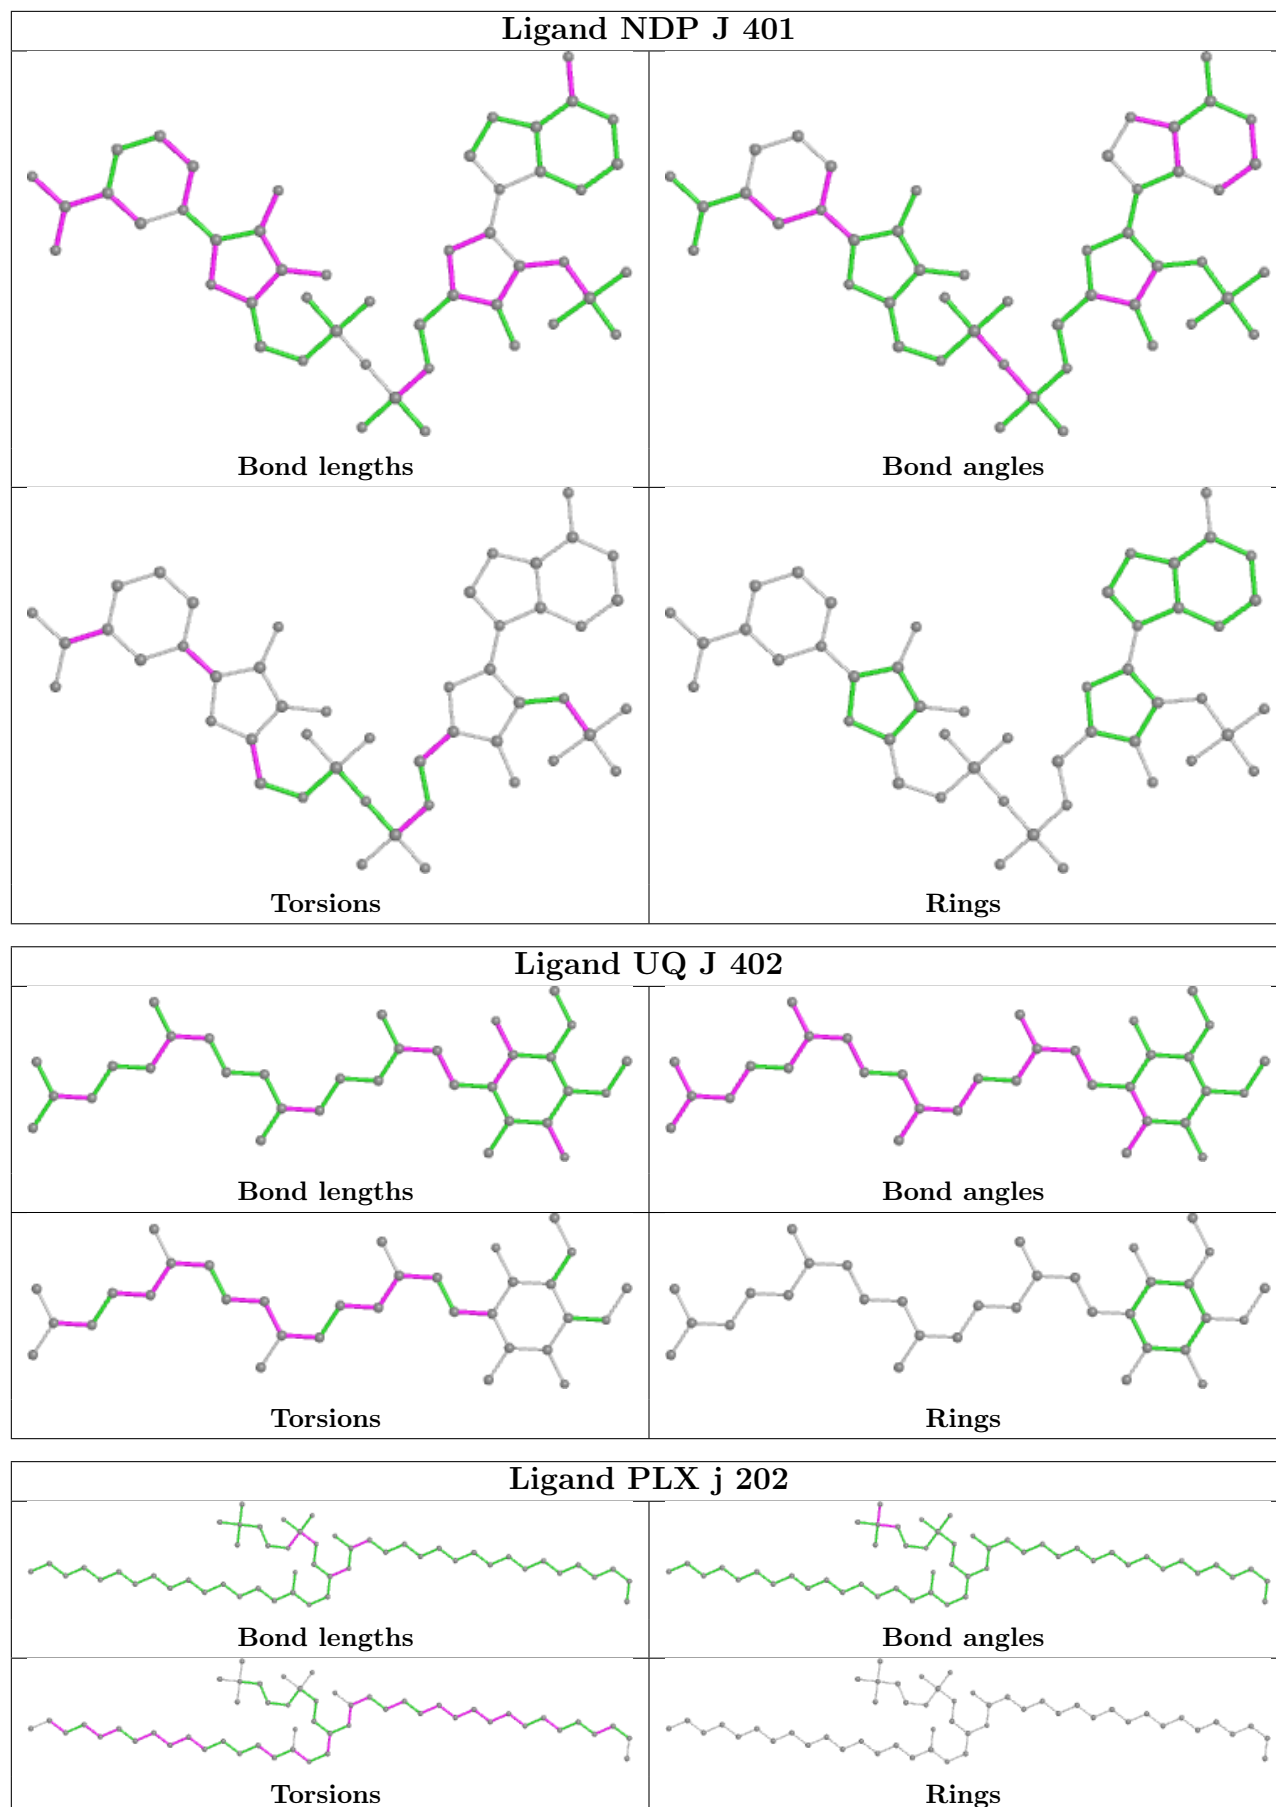 Ligand NDP J 401
Bond lengths
Bond angles
Torsions
Rings
Ligand UQ J 402
Bond lengths
Bond angles
Torsions
Rings
Ligand PLX j 202
Bond lengths
Bond angles
Torsions
Rings